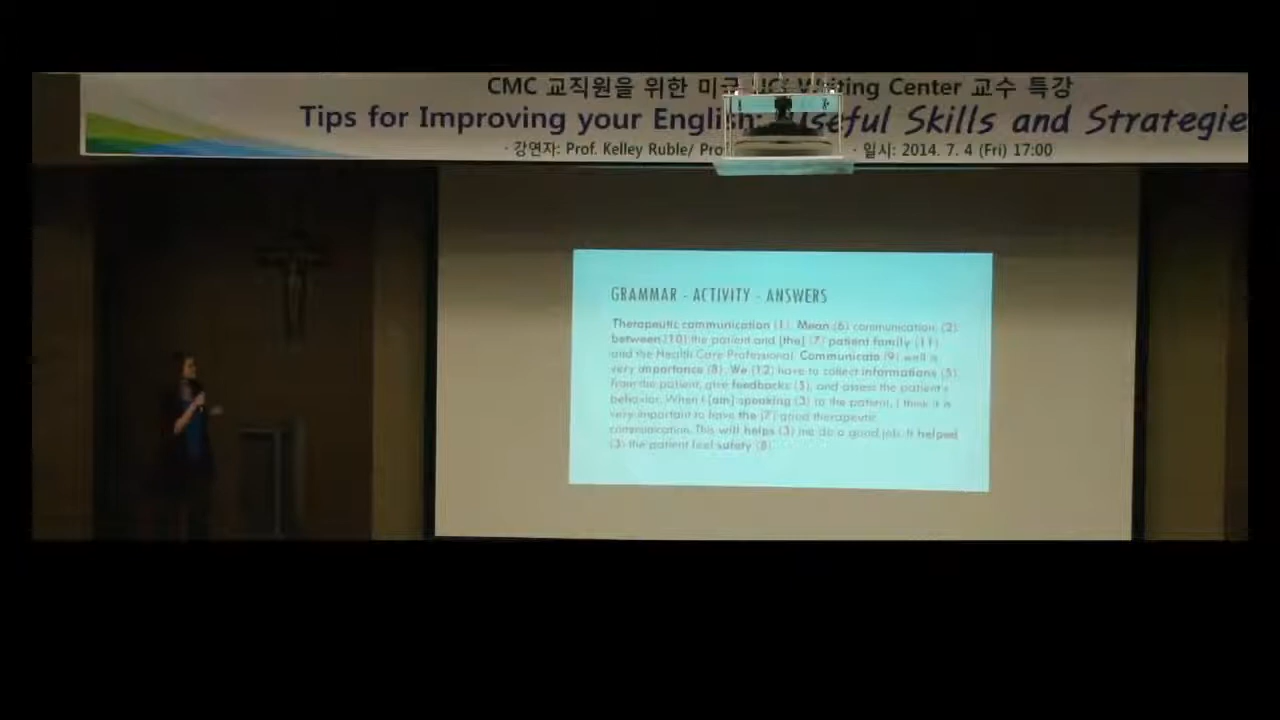 CMC 교직원을 위한 미국 UCI Writing Center 교수 특강
Tips for Improving your English: Useful Skills and Strategie
· 강연자: Prof. Kelley Ruble/ Pro · 일시: 2014. 7. 4 (Fri) 17:00
GRAMMAR - ACTIVITY - ANSWERS
Therapeutic communication (1). Mean (6) communication, (2)
between (10) the patient and [the] (7) patient family (11)
and the Health Care Professional. Communicate (9) well is
very importance (8). We (12) have to collect informations (5)
from the patient, give feedbacks (5), and assess the patient's
behavior. When I [am] speaking (3) to the patient, I think it is
very important to have the (7) good therapeutic
communication. This will helps (3) me do a good job. It helped
(3) the patient feel safety (8).